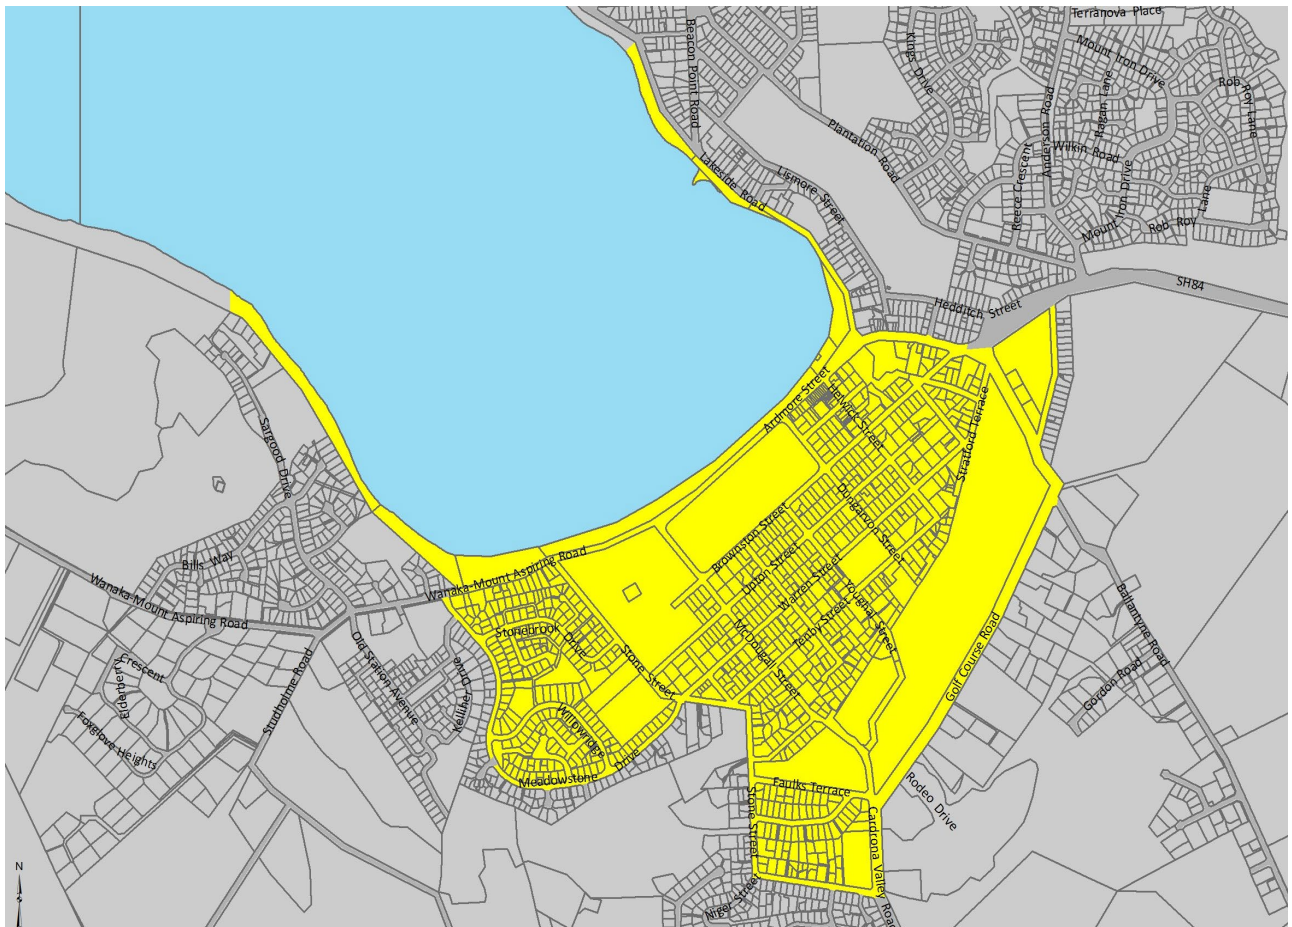 Terranova Place
Beacon Point Road
Kings Drive
Mount Iron Drive
Rob Roy Lane
Ragan Lane
Anderson Road
Plantation Road
Wilkin Road
Reece Crescent
Lakeside Road
Lismore Street
Mount Iron Drive
Rob Roy Lane
SH84
Hedditch Street
Ardmore Street
Helwick Street
Stratford Terrace
Sargood Drive
Dungarvon Street
Brownston Street
Upton Street
Warren Street
Youghal Street
Tenby Street
McDougall Street
Bills Way
Wanaka-Mount Aspiring Road
Wanaka-Mount Aspiring Road
Stonebrook Drive
Stone Street
Old Station Avenue
Kelliher Drive
Studholme Road
Elderberry Crescent
Foxglove Heights
Willowridge
Meadowstone Drive
Golf Course Road
Ballantyne Road
Gordon Road
Faulks Terrace
Rodeo Drive
Stone Street
Cardrona Valley Road
Niger Street
N